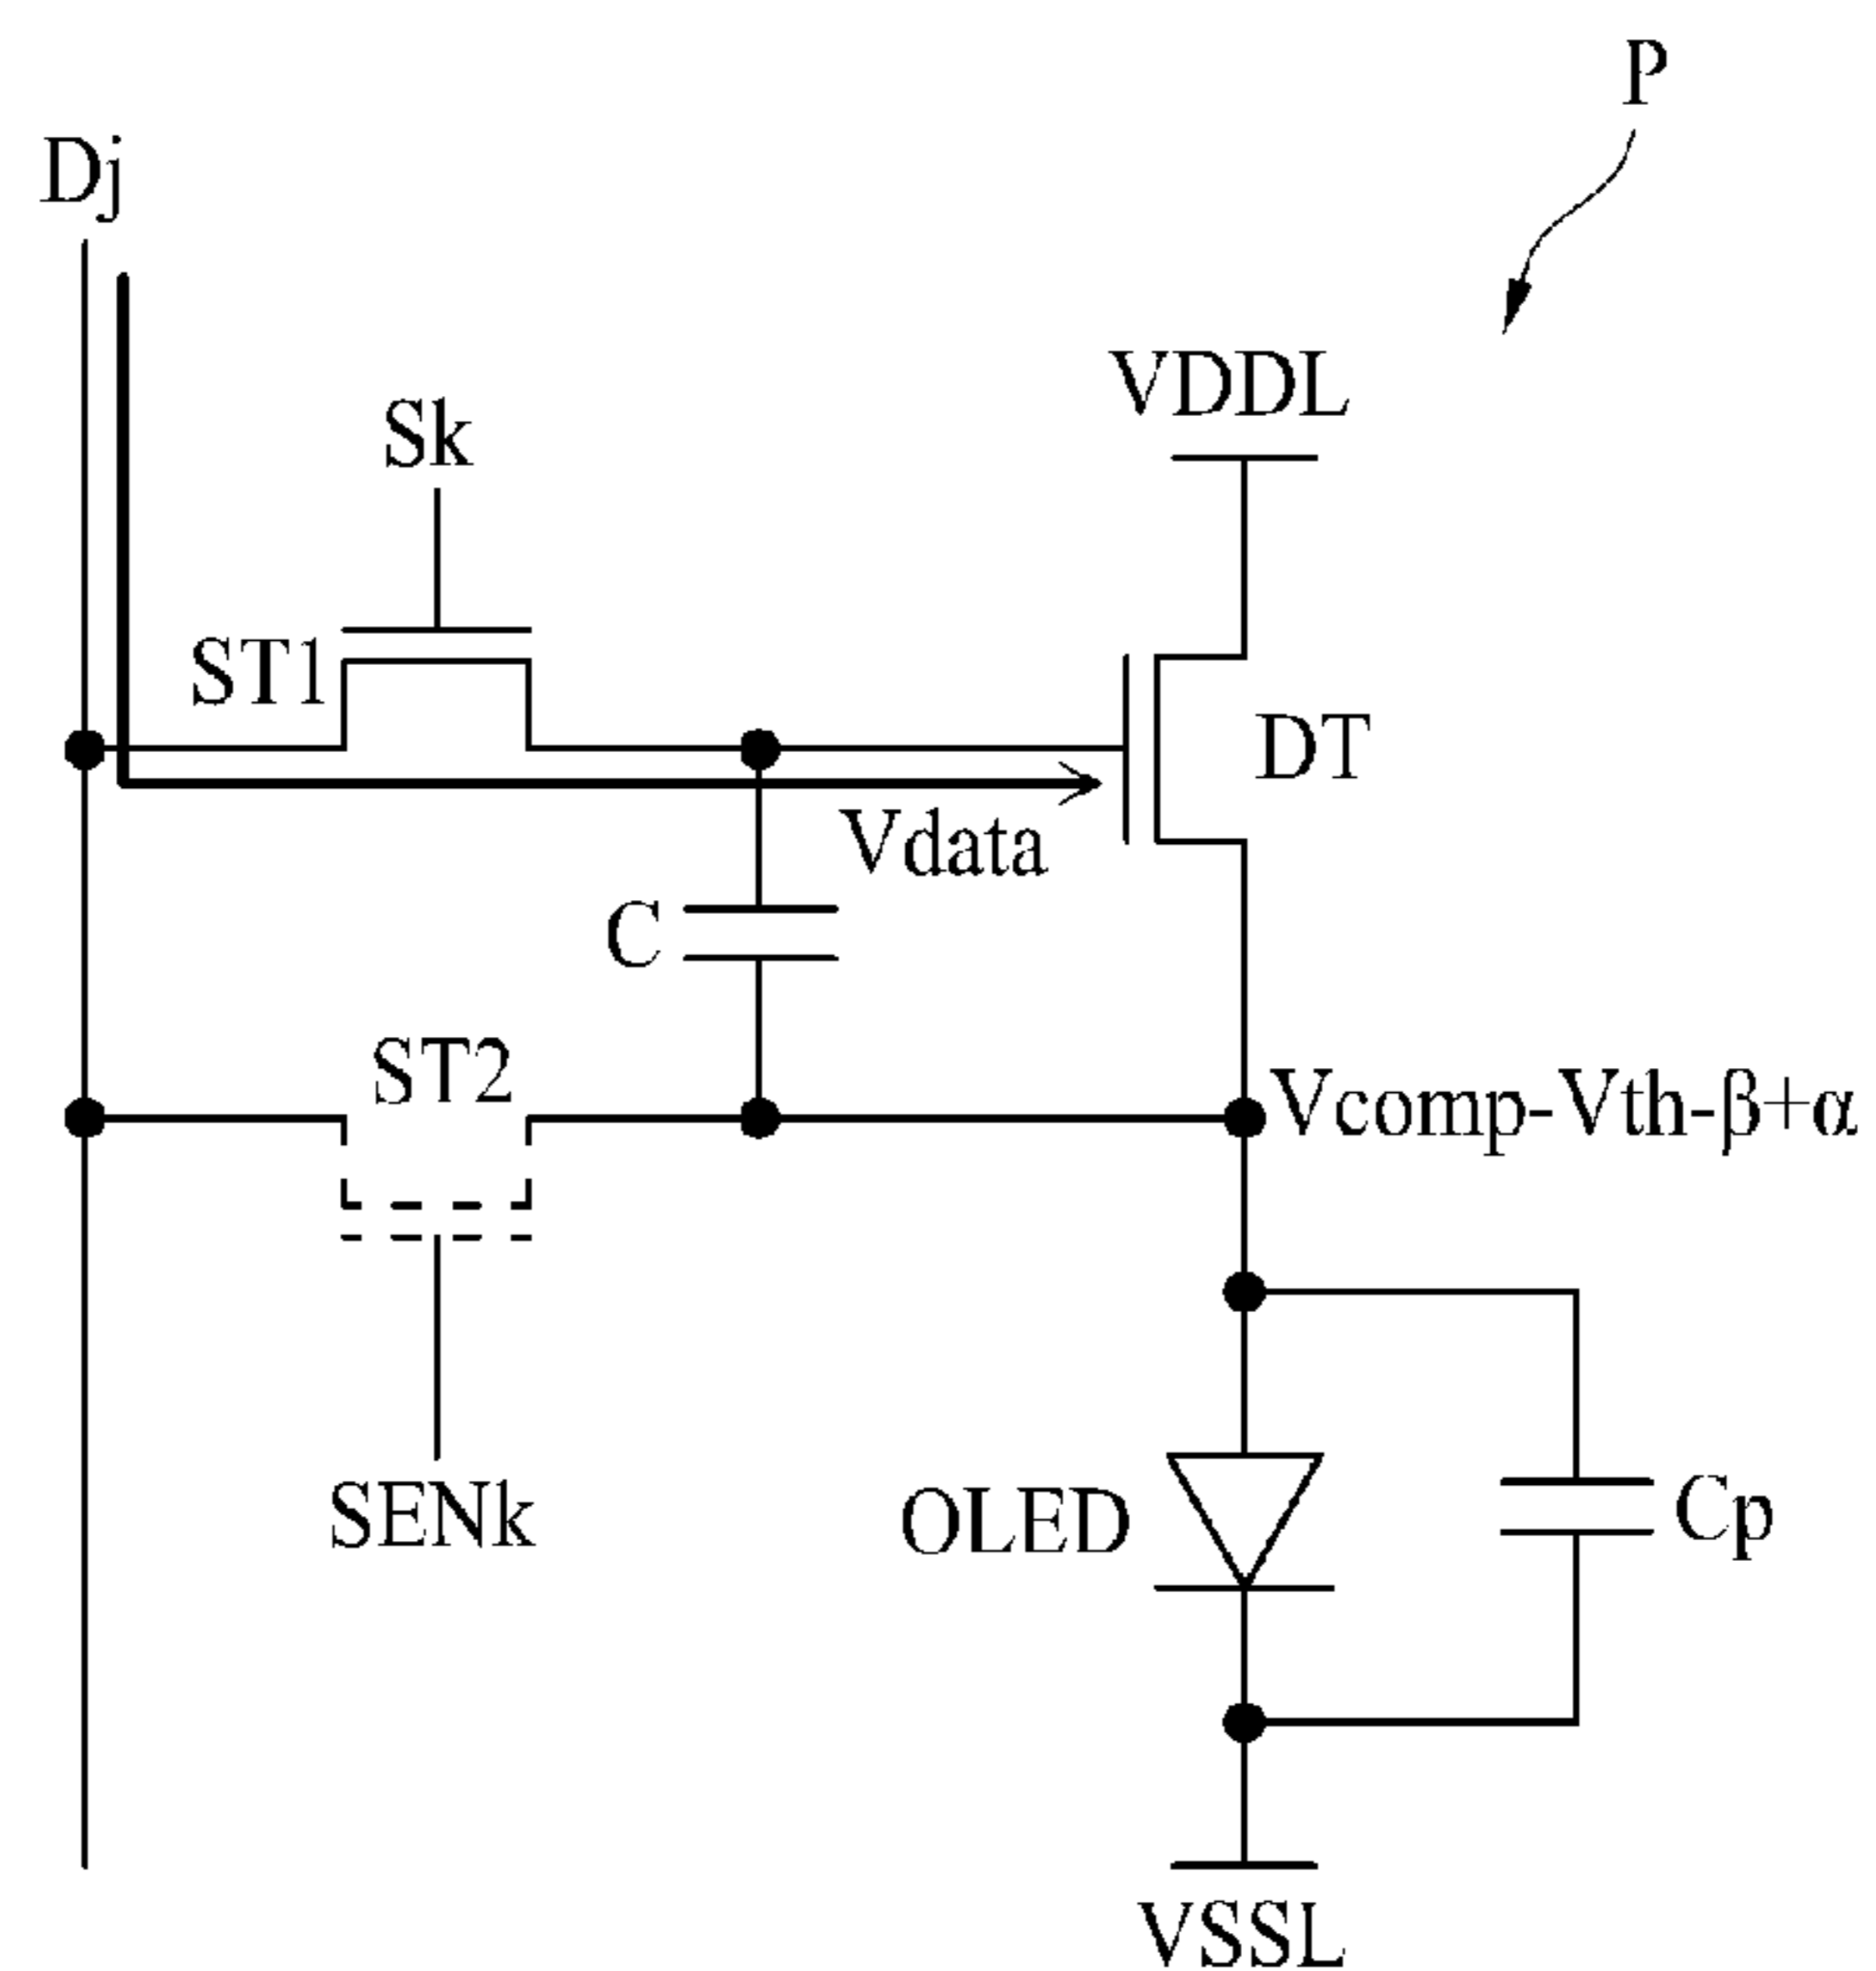 P
Dj
VDDL
Sk
ST1
DT
Vdata
C
ST2
Vcomp-Vth-β+α
SENk
OLED
Cp
VSSL